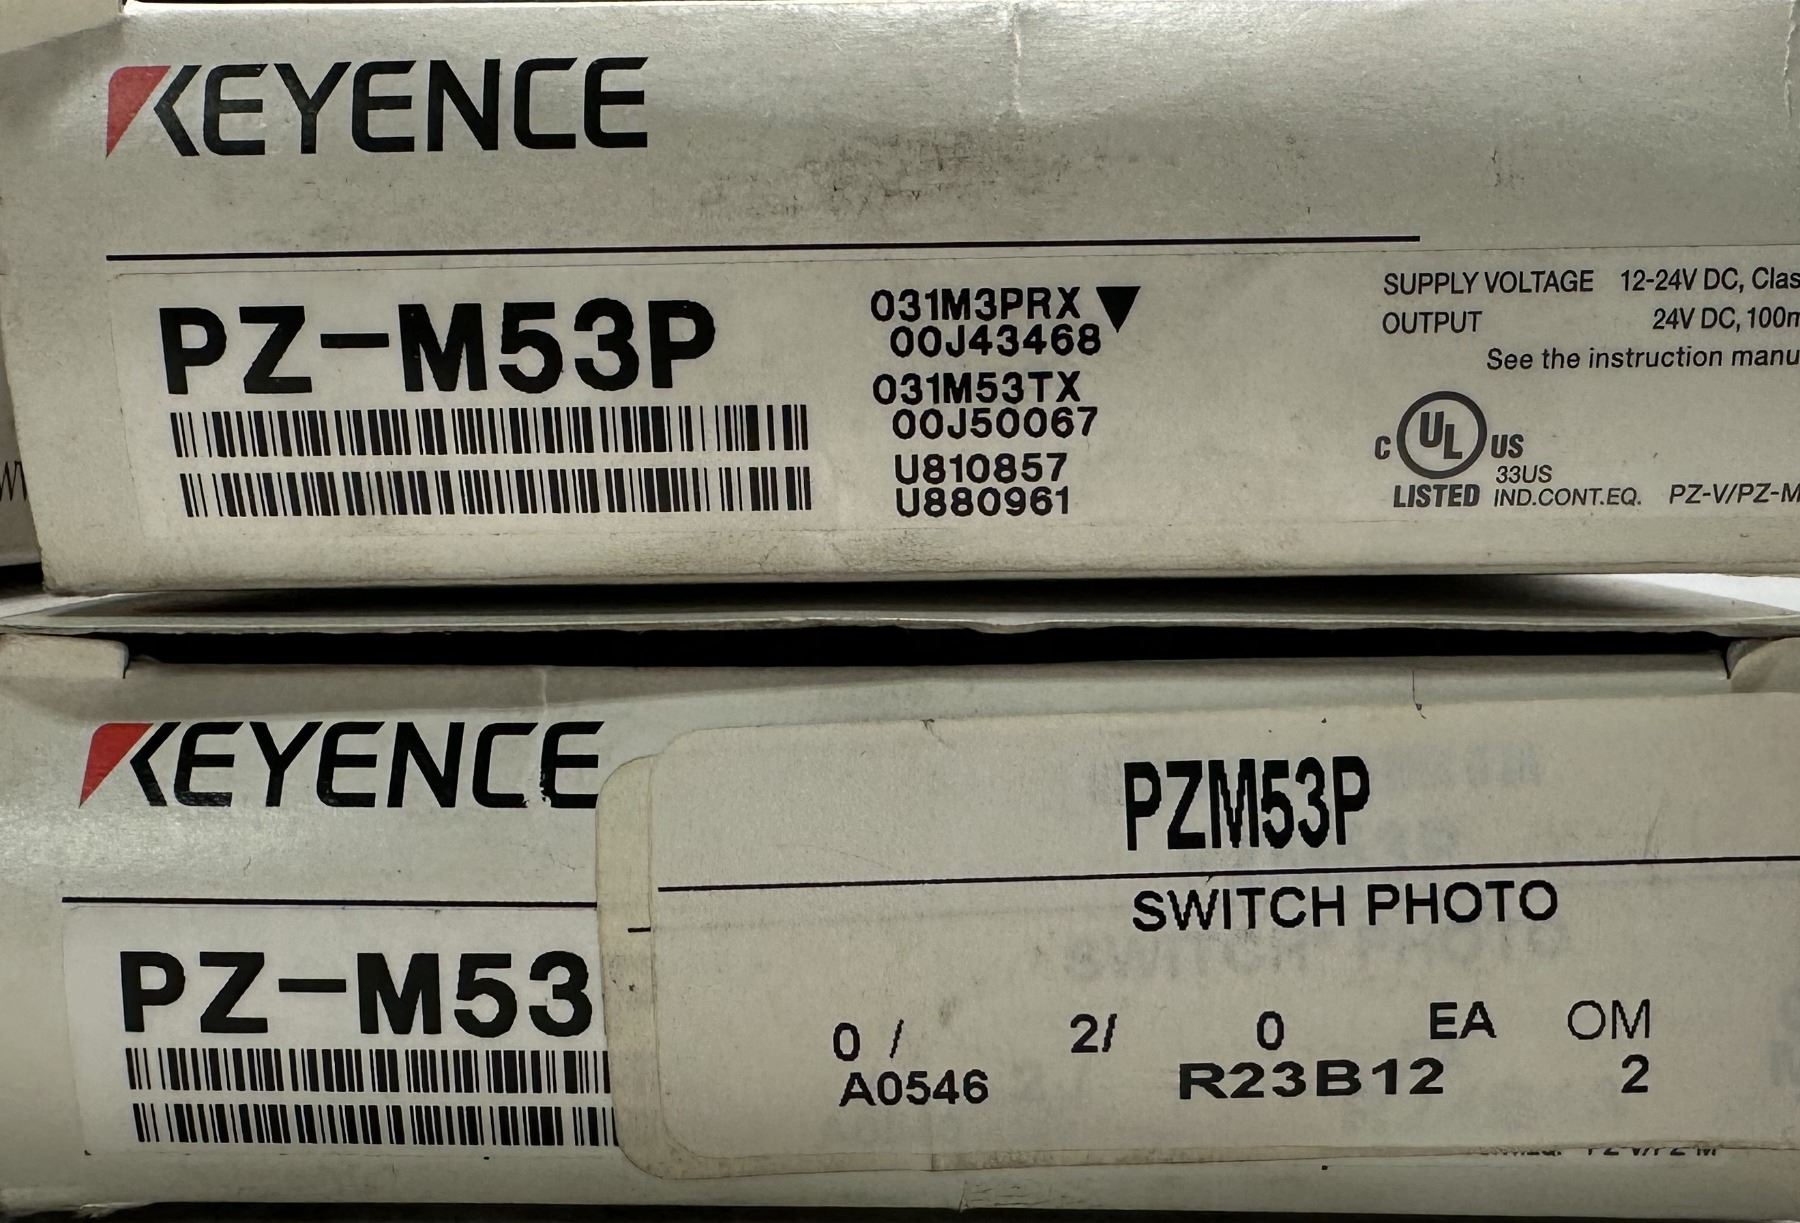 KEYENCE
PZ-M53P
031M3PRX ▼
00J43468
031M53TX
00J50067
U810857
U880961
SUPPLY VOLTAGE 12-24V DC, Clas
OUTPUT 24V DC, 100m
See the instruction manu
C UL US
33US
LISTED IND.CONT.EQ. PZ-V/PZ-M
KEYENCE
PZ-M53
PZM53P
SWITCH PHOTO
0 / 2/ 0 EA OM
A0546 R23B12 2
PZ-V/PZ-M